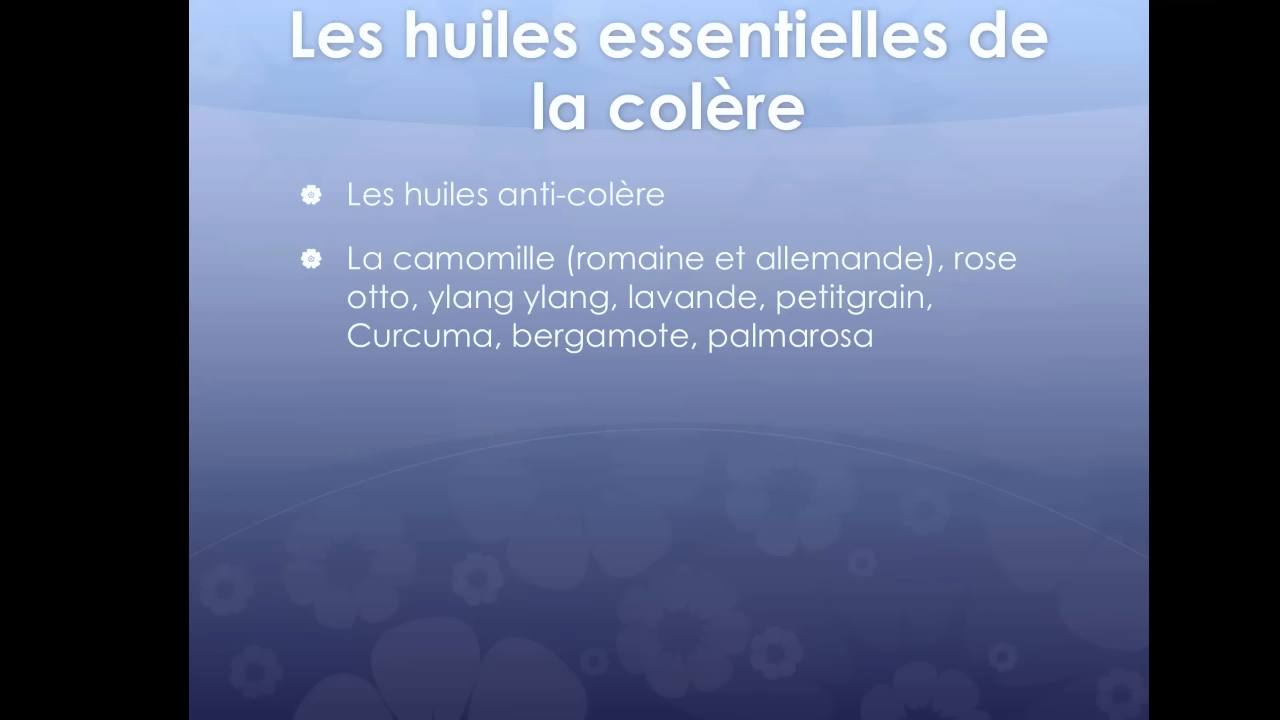 Les huiles essentielles de
la colère
Les huiles anti-colère
La camomille (romaine et allemande), rose
otto, ylang ylang, lavande, petitgrain,
Curcuma, bergamote, palmarosa